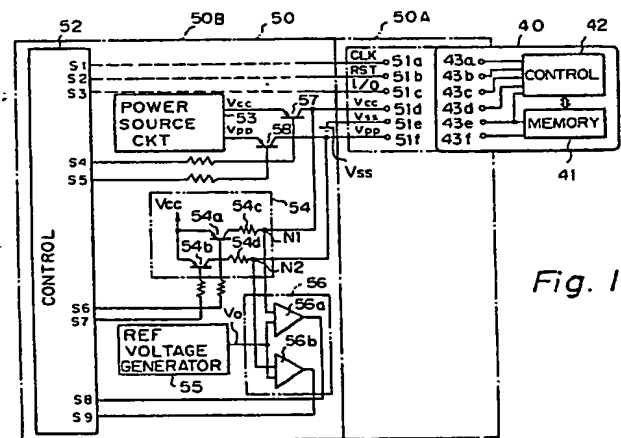 52
50B
50
50A
40
42
S1
S2
S3
CLK
RST
I/O
Vcc
Vss
Vpp
51a
51b
51c
51d
51e
51f
43a
43b
43c
43d
43e
43f
CONTROL
MEMORY
41
POWER
SOURCE
CKT
53
Vcc
Vpp
57
58
Vss
S4
S5
CONTROL
Vcc
54a
54b
54c
54d
54
N1
N2
S6
S7
Vo
REF
VOLTAGE
GENERATOR
55
56
56a
56b
S8
S9
Fig. 1